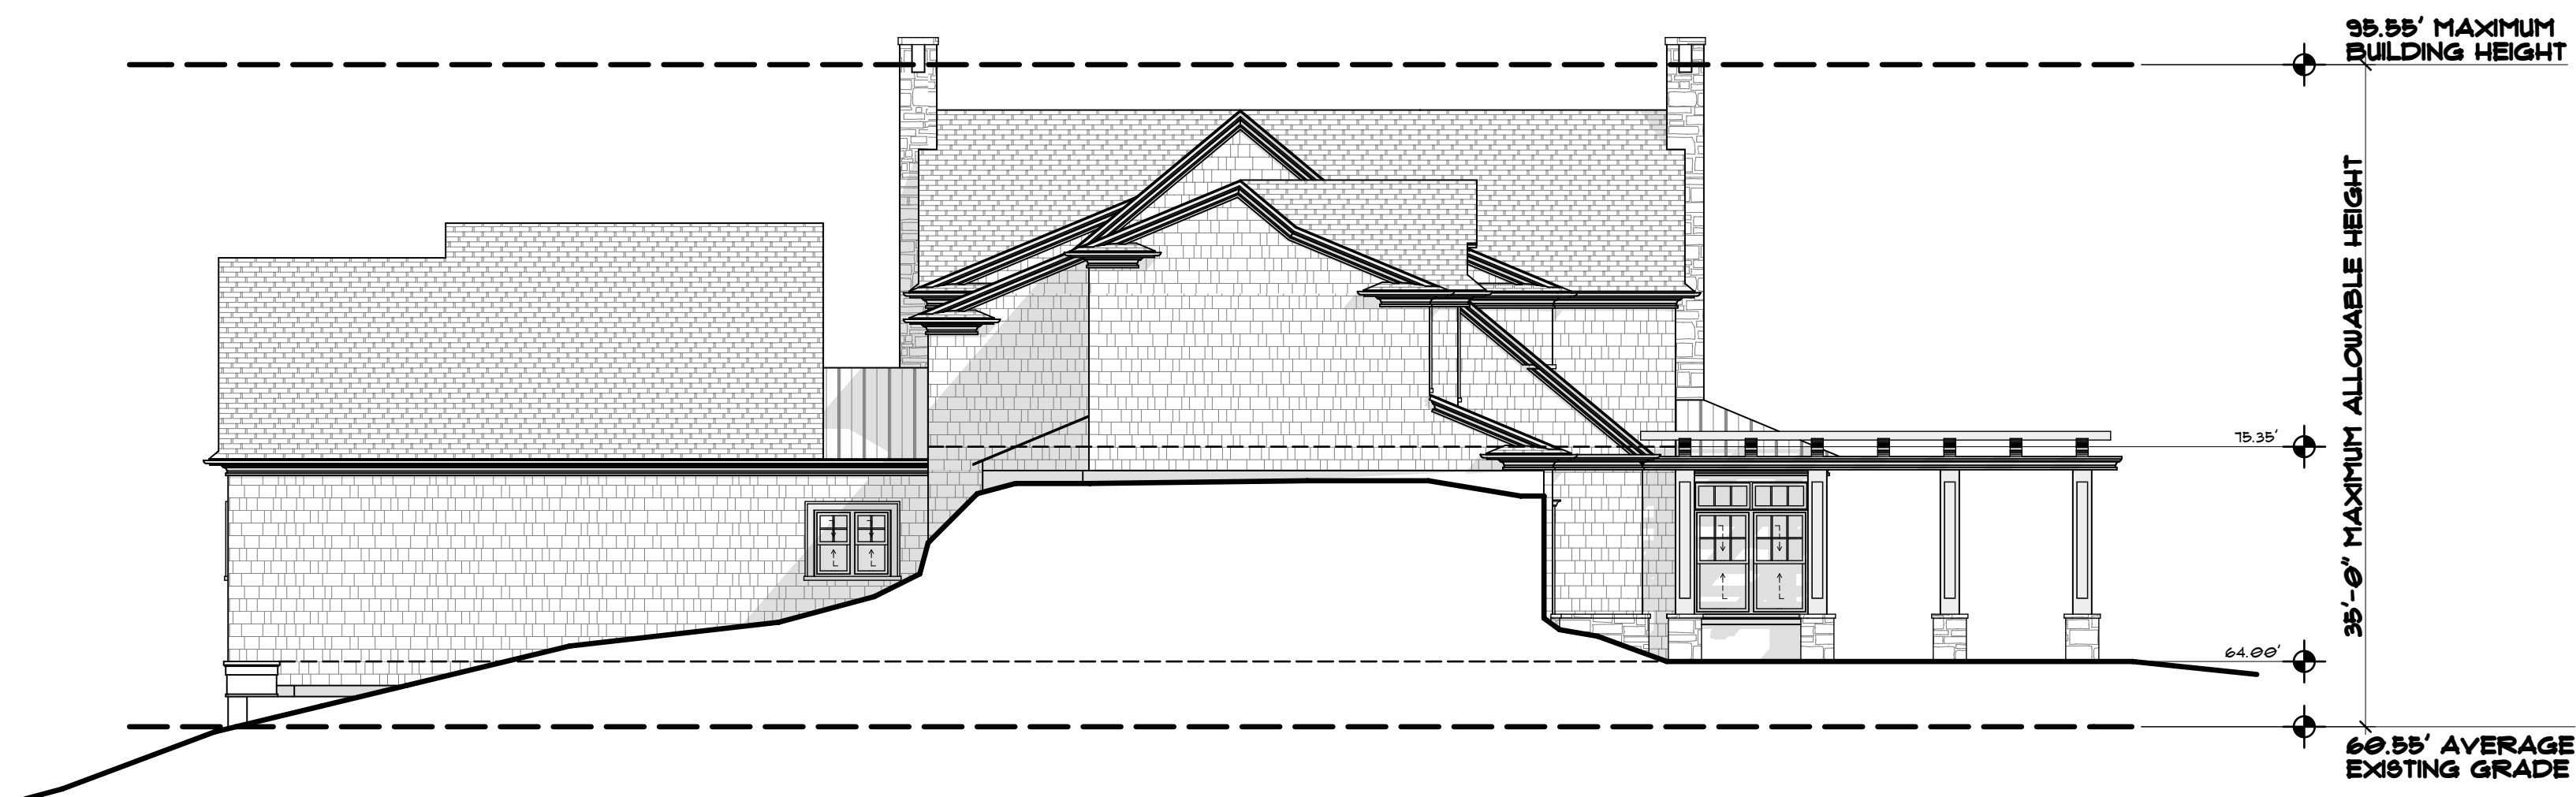 95.55' MAXIMUM
BUILDING HEIGHT
35'-0" MAXIMUM ALLOWABLE HEIGHT
75.35'
64.00'
60.55' AVERAGE
EXISTING GRADE